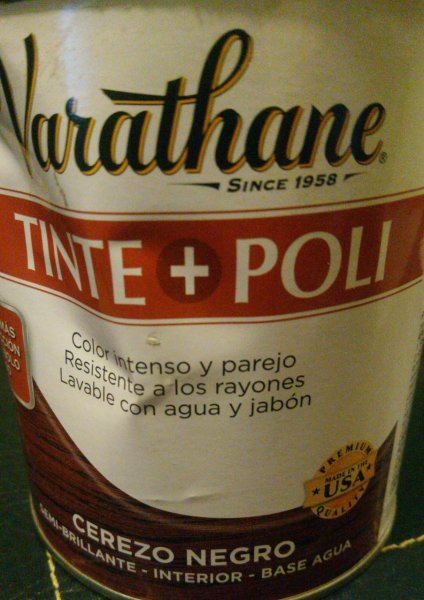 Varathane
SINCE 1958
TINTE + POLI
MÁS
Color intenso y parejo
Resistente a los rayones
Lavable con agua y jabón
PREMIUM
MADE IN THE
USA
QUALITY
CEREZO NEGRO
SEMI-BRILLANTE - INTERIOR - BASE AGUA